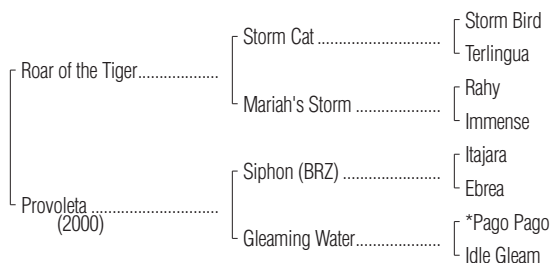 Storm Bird
Storm Cat ................................
Terlingua
Roar of the Tiger.....................
Rahy
Mariah's Storm .....................
Immense
Itajara
Siphon (BRZ) .........................
Ebrea
Provoleta ................................
(2000)
*Pago Pago
Gleaming Water.....................
Idle Gleam